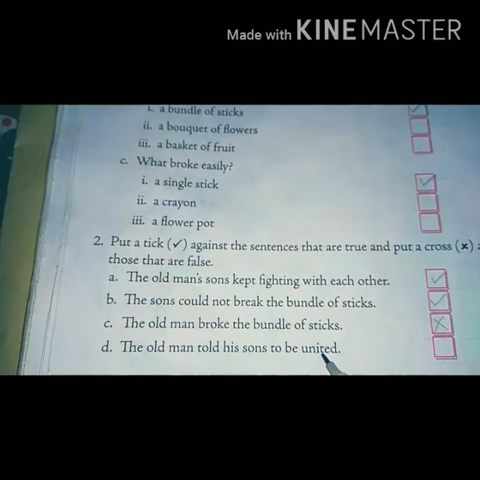 Made with KINEMASTER
i. a bundle of sticks
ii. a bouquet of flowers
iii. a basket of fruit
c. What broke easily?
i. a single stick
ii. a crayon
iii. a flower pot
2. Put a tick (✓) against the sentences that are true and put a cross (×)
those that are false.
a. The old man's sons kept fighting with each other.
b. The sons could not break the bundle of sticks.
c. The old man broke the bundle of sticks.
d. The old man told his sons to be united.